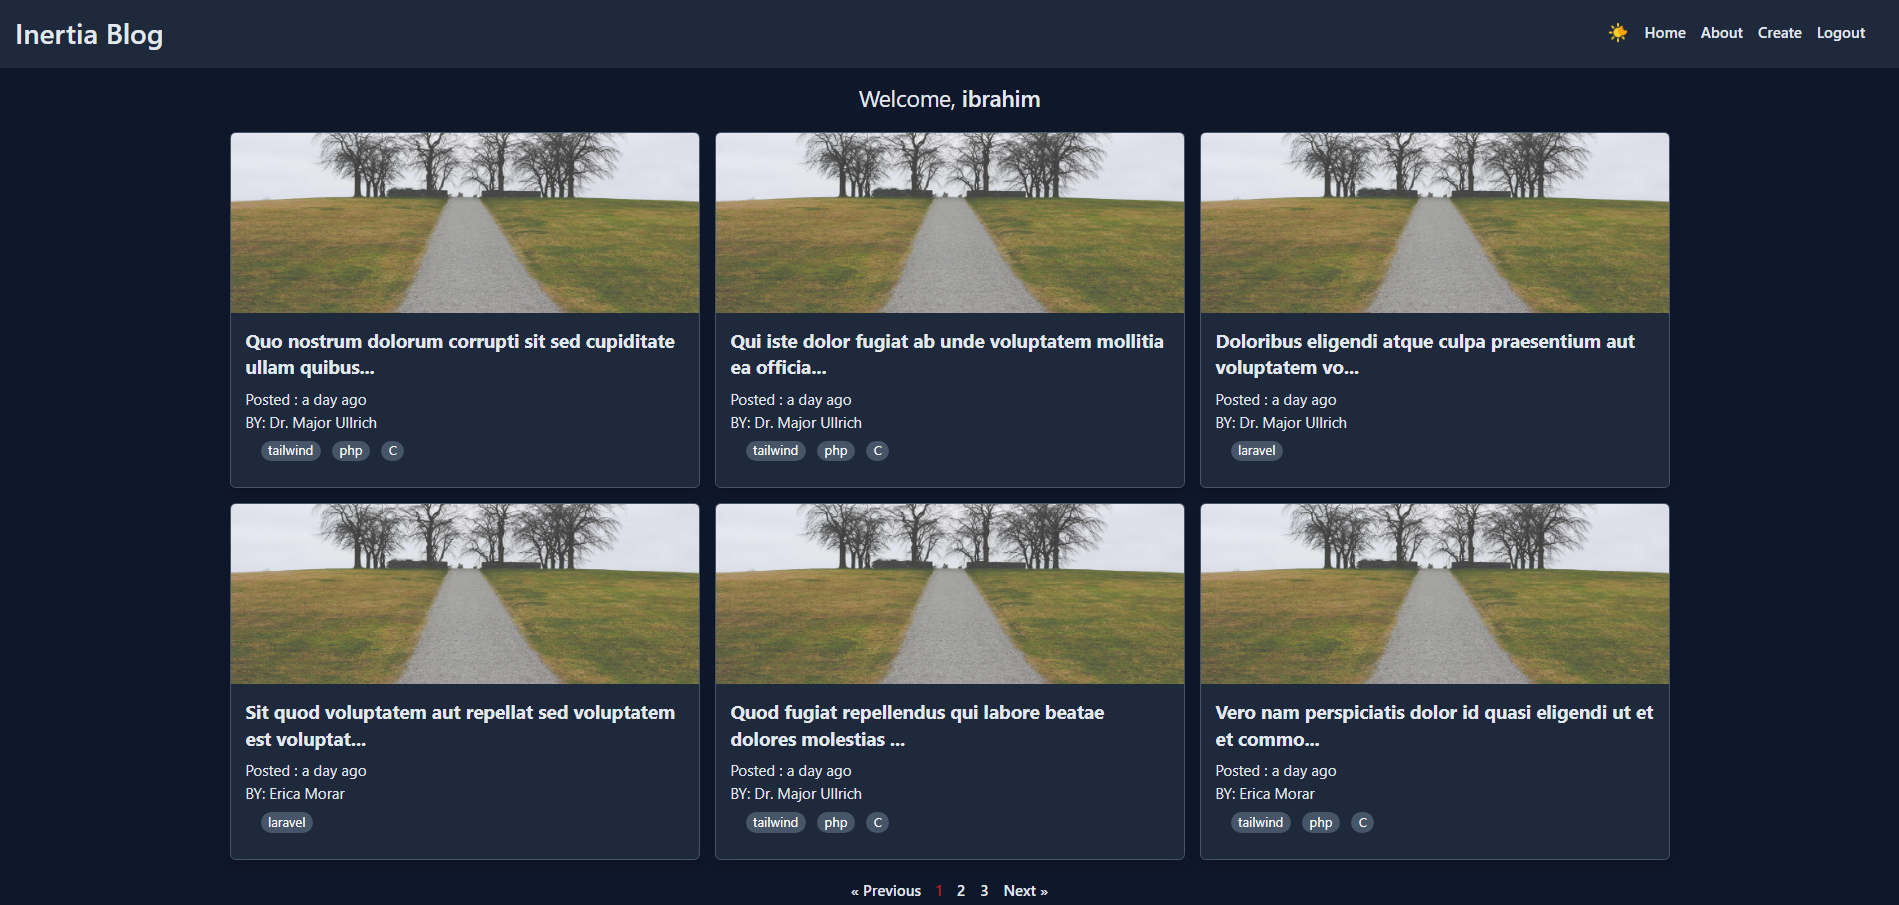 Inertia Blog
Home About Create Logout
Welcome, ibrahim
Quo nostrum dolorum corrupti sit sed cupiditate
ullam quibus...
Posted : a day ago
BY: Dr. Major Ullrich
tailwind php C
Qui iste dolor fugiat ab unde voluptatem mollitia
ea officia...
Posted : a day ago
BY: Dr. Major Ullrich
tailwind php C
Doloribus eligendi atque culpa praesentium aut
voluptatem vo...
Posted : a day ago
BY: Dr. Major Ullrich
laravel
Sit quod voluptatem aut repellat sed voluptatem
est voluptat...
Posted : a day ago
BY: Erica Morar
laravel
Quod fugiat repellendus qui labore beatae
dolores molestias ...
Posted : a day ago
BY: Dr. Major Ullrich
tailwind php C
Vero nam perspiciatis dolor id quasi eligendi ut et
et commo...
Posted : a day ago
BY: Erica Morar
tailwind php C
« Previous 1 2 3 Next »